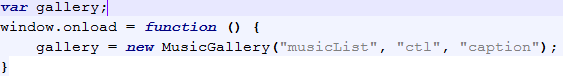 var gallery;
window.onload = function () {
    gallery = new MusicGallery("musicList", "ctl", "caption");
}